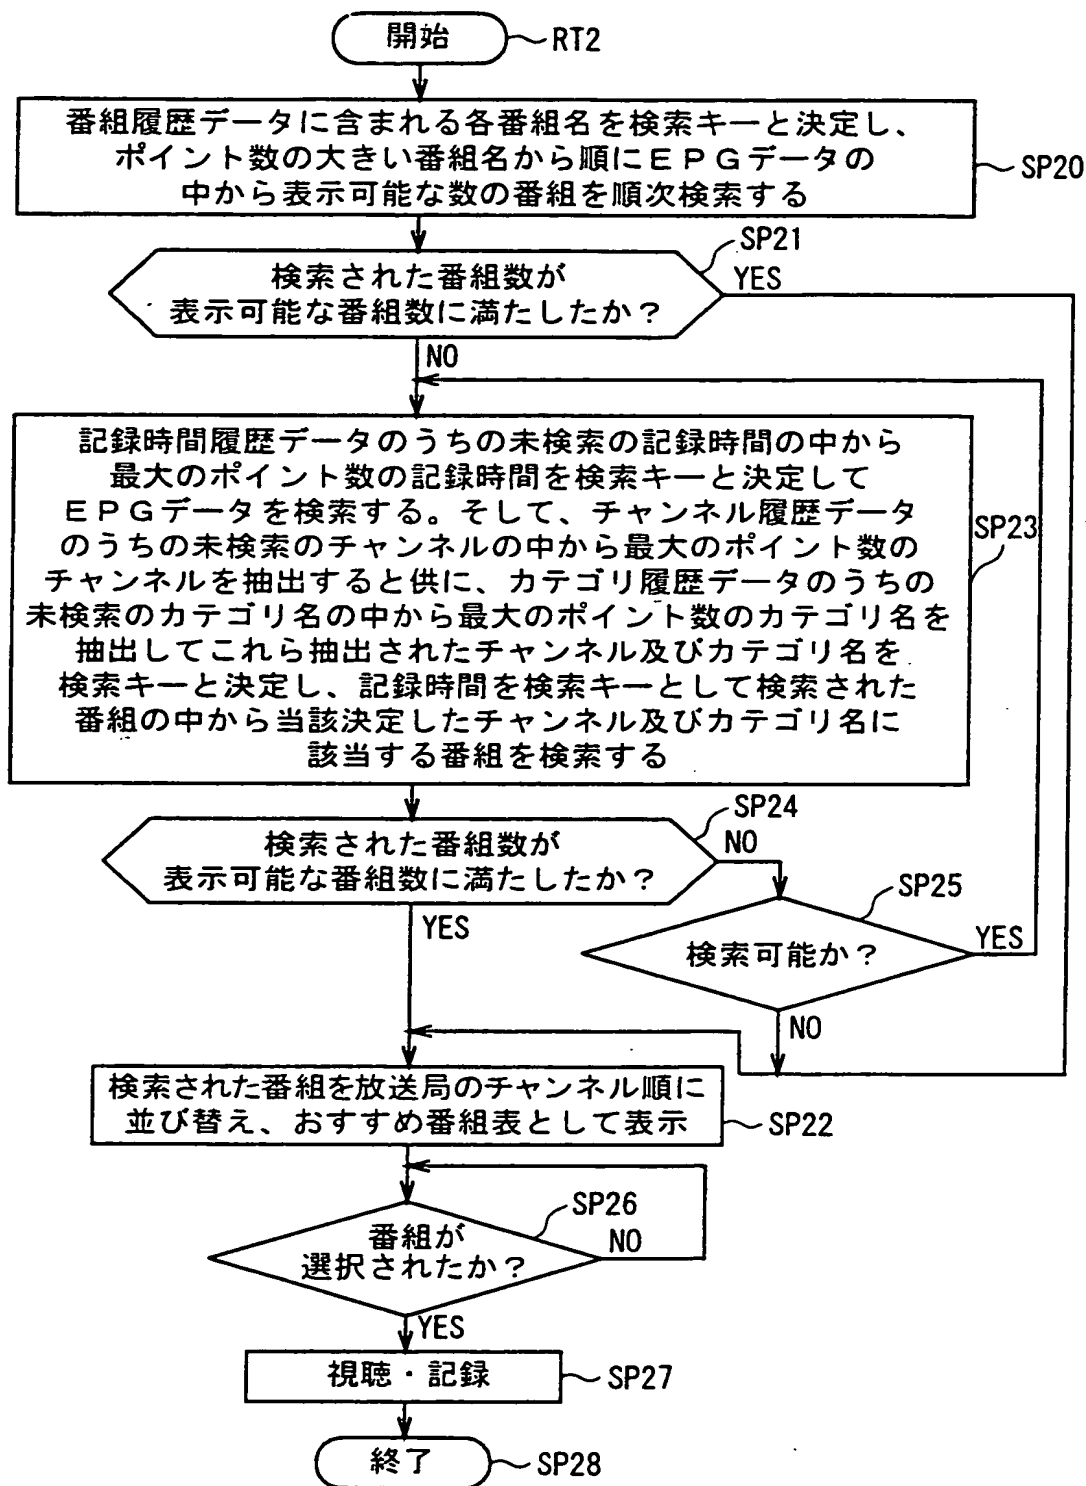 開始
RT2
番組履歴データに含まれる各番組名を検索キーと決定し、
ポイント数の大きい番組名から順にEPGデータの
中から表示可能な数の番組を順次検索する
SP20
SP21
検索された番組数が
表示可能な番組数に満たしたか?
YES
NO
記録時間履歴データのうちの未検索の記録時間の中から
最大のポイント数の記録時間を検索キーと決定して
EPGデータを検索する。そして、チャンネル履歴データ
のうちの未検索のチャンネルの中から最大のポイント数の
チャンネルを抽出すると供に、カテゴリ履歴データのうちの
未検索のカテゴリ名の中から最大のポイント数のカテゴリ名を
抽出してこれら抽出されたチャンネル及びカテゴリ名を
検索キーと決定し、記録時間を検索キーとして検索された
番組の中から当該決定したチャンネル及びカテゴリ名に
該当する番組を検索する
SP23
SP24
検索された番組数が
表示可能な番組数に満たしたか?
NO
YES
SP25
検索可能か?
YES
NO
検索された番組を放送局のチャンネル順に
並び替え、おすすめ番組表として表示
SP22
SP26
番組が
選択されたか?
NO
YES
視聴・記録
SP27
終了
SP28